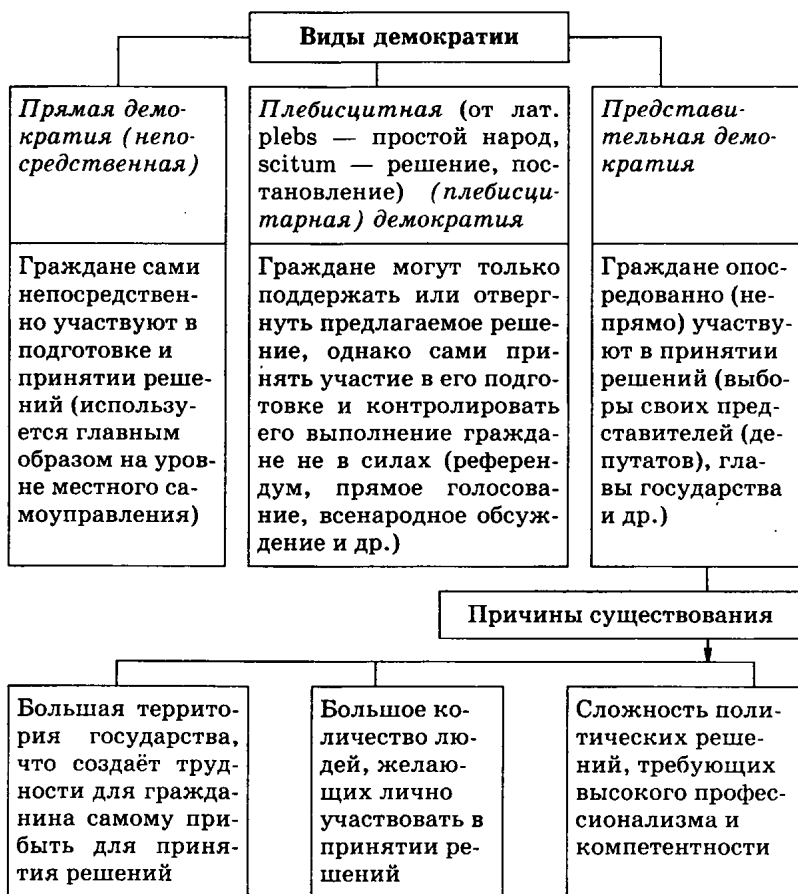 Виды демократии
Прямая демо-
кратия (непо-
средственная)
Плебисцитная (от лат.
plebs — простой народ,
scitum — решение, пос-
тановление) (плебисци-
тарная) демократия
Представи-
тельная демо-
кратия
Граждане сами
непосредствен-
но участвуют в
подготовке и
принятии реше-
ний (использу-
ется главным
образом на уров-
не местного са-
моуправления)
Граждане могут только
поддержать или отверг-
нуть предлагаемое реше-
ние, однако сами при-
нять участие в его подго-
товке и контролировать
его выполнение гражда-
не не в силах (референ-
дум, прямое голосова-
ние, всенародное обсуж-
дение и др.)
Граждане опос-
редованно (не-
прямо) участву-
ют в принятии
решений (выбо-
ры своих пред-
ставителей (де-
путатов), гла-
вы государства
и др.)
Причины существования
Большая террито-
рия государства,
что создаёт труд-
ности для гражда-
нина самому при-
быть для приня-
тия решений
Большое ко-
личество лю-
дей, желаю-
щих лично
участвовать в
принятии ре-
шений
Сложность поли-
тических реше-
ний, требующих
высокого профес-
сионализма и
компетентности